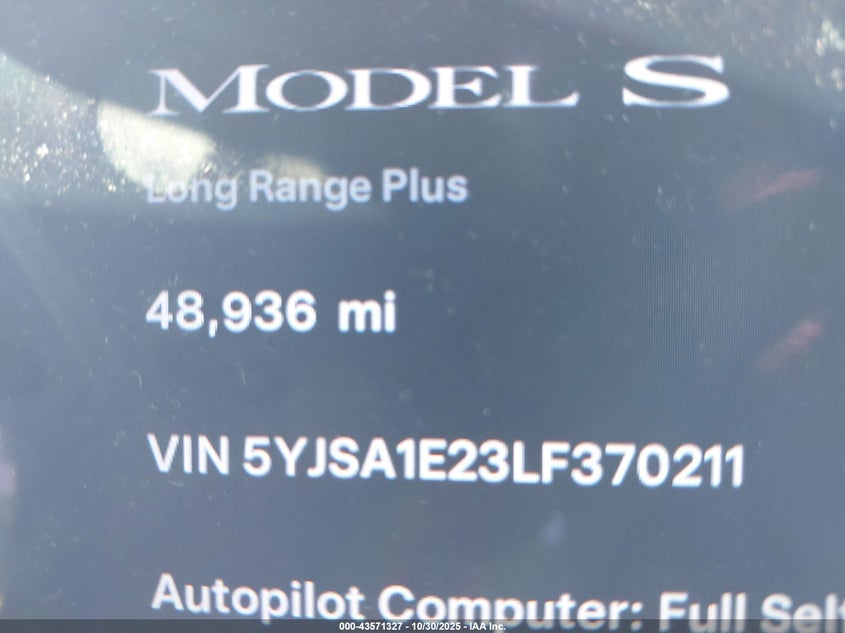 MODEL S
Long Range Plus
48,936 mi
VIN 5YJSA1E23LF370211
Autopilot Computer: Full Self
000-43571327 - 10/30/2025 - IAA Inc.